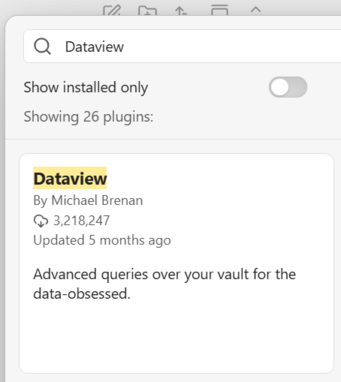 Dataview
Show installed only
Showing 26 plugins:
Dataview
By Michael Brenan
3,218,247
Updated 5 months ago
Advanced queries over your vault for the
data-obsessed.